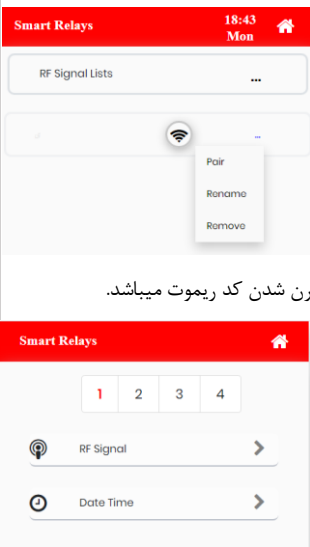 Smart Relays 18:43
Mon
RF Signal Lists ...
...
Pair
Rename
Remove
رن شدن کد ریموت میباشد.
Smart Relays
1 2 3 4
RF Signal
Date Time